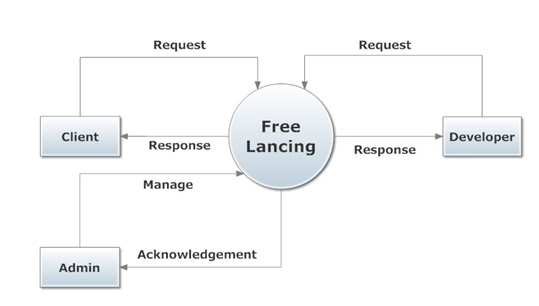 Request
Request
Client
Free
Lancing
Developer
Response
Response
Manage
Acknowledgement
Admin